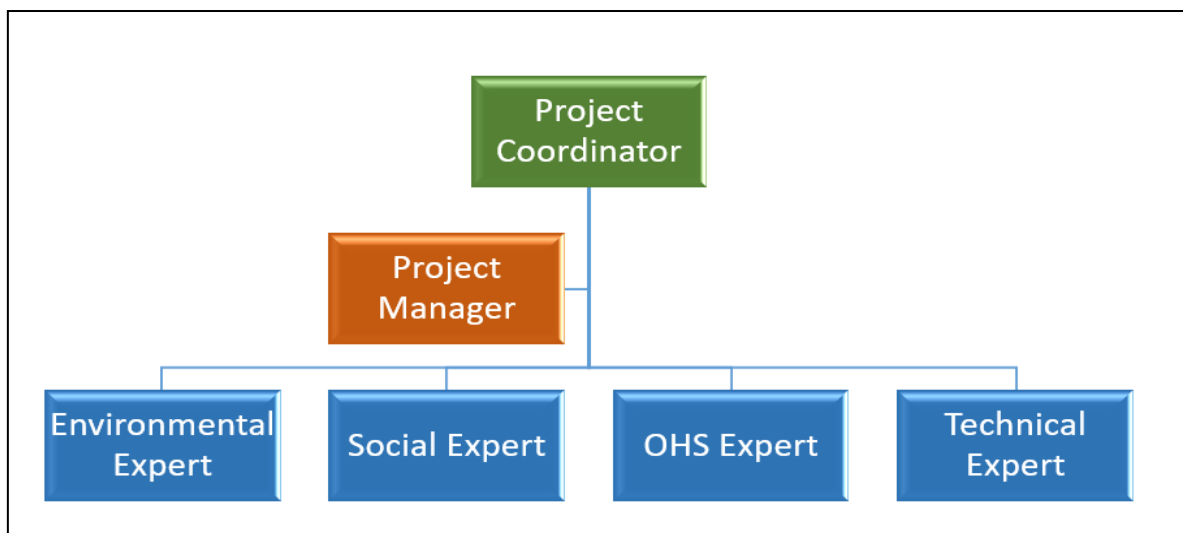 Project
Coordinator
Project
Manager
Environmental
Expert
Social Expert
OHS Expert
Technical
Expert